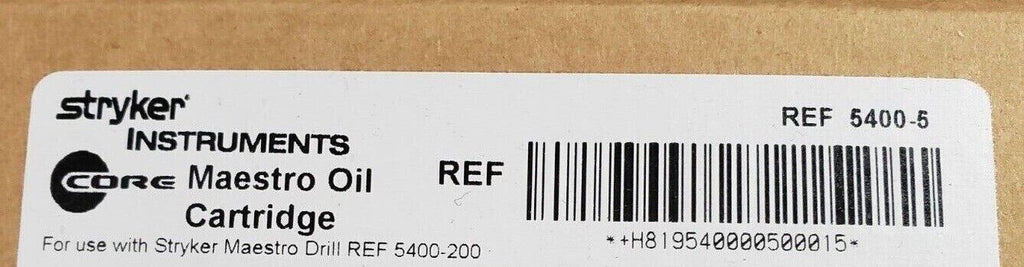 stryker
INSTRUMENTS
CORE Maestro Oil
Cartridge
For use with Stryker Maestro Drill REF 5400-200
REF 5400-5
REF
*+H819540000500015*